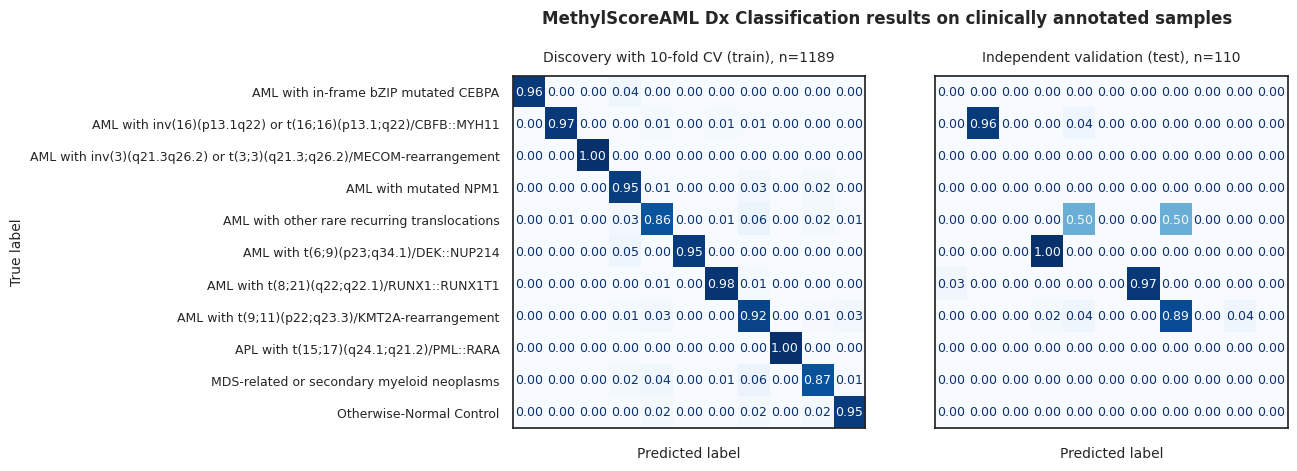 MethylScoreAML Dx Classification results on clinically annotated samples
Discovery with 10-fold CV (train), n=1189
Independent validation (test), n=110
True label
AML with in-frame bZIP mutated CEBPA
0.96 0.00 0.00 0.04 0.00 0.00 0.00 0.00 0.00 0.00 0.00
0.00 0.00 0.00 0.00 0.00 0.00 0.00 0.00 0.00 0.00 0.00
AML with inv(16)(p13.1q22) or t(16;16)(p13.1;q22)/CBFB::MYH11
0.00 0.97 0.00 0.00 0.01 0.00 0.01 0.01 0.00 0.00 0.00
0.00 0.96 0.00 0.00 0.04 0.00 0.00 0.00 0.00 0.00 0.00
AML with inv(3)(q21.3q26.2) or t(3;3)(q21.3;q26.2)/MECOM-rearrangement
0.00 0.00 1.00 0.00 0.00 0.00 0.00 0.00 0.00 0.00 0.00
0.00 0.00 0.00 0.00 0.00 0.00 0.00 0.00 0.00 0.00 0.00
AML with mutated NPM1
0.00 0.00 0.00 0.95 0.01 0.00 0.00 0.03 0.00 0.02 0.00
0.00 0.00 0.00 0.00 0.00 0.00 0.00 0.00 0.00 0.00 0.00
AML with other rare recurring translocations
0.00 0.01 0.00 0.03 0.86 0.00 0.01 0.06 0.00 0.02 0.01
0.00 0.00 0.00 0.00 0.50 0.00 0.00 0.50 0.00 0.00 0.00
AML with t(6;9)(p23;q34.1)/DEK::NUP214
0.00 0.00 0.00 0.05 0.00 0.95 0.00 0.00 0.00 0.00 0.00
0.00 0.00 0.00 1.00 0.00 0.00 0.00 0.00 0.00 0.00 0.00
AML with t(8;21)(q22;q22.1)/RUNX1::RUNX1T1
0.00 0.00 0.00 0.00 0.01 0.00 0.98 0.01 0.00 0.00 0.00
0.03 0.00 0.00 0.00 0.00 0.00 0.97 0.00 0.00 0.00 0.00
AML with t(9;11)(p22;q23.3)/KMT2A-rearrangement
0.00 0.00 0.00 0.01 0.03 0.00 0.00 0.92 0.00 0.01 0.03
0.00 0.00 0.00 0.02 0.04 0.00 0.00 0.89 0.00 0.04 0.00
APL with t(15;17)(q24.1;q21.2)/PML::RARA
0.00 0.00 0.00 0.00 0.00 0.00 0.00 0.00 1.00 0.00 0.00
0.00 0.00 0.00 0.00 0.00 0.00 0.00 0.00 0.00 0.00 0.00
MDS-related or secondary myeloid neoplasms
0.00 0.00 0.00 0.02 0.04 0.00 0.01 0.06 0.00 0.87 0.01
0.00 0.00 0.00 0.00 0.00 0.00 0.00 0.00 0.00 0.00 0.00
Otherwise-Normal Control
0.00 0.00 0.00 0.00 0.02 0.00 0.00 0.02 0.00 0.02 0.95
0.00 0.00 0.00 0.00 0.00 0.00 0.00 0.00 0.00 0.00 0.00
Predicted label
Predicted label